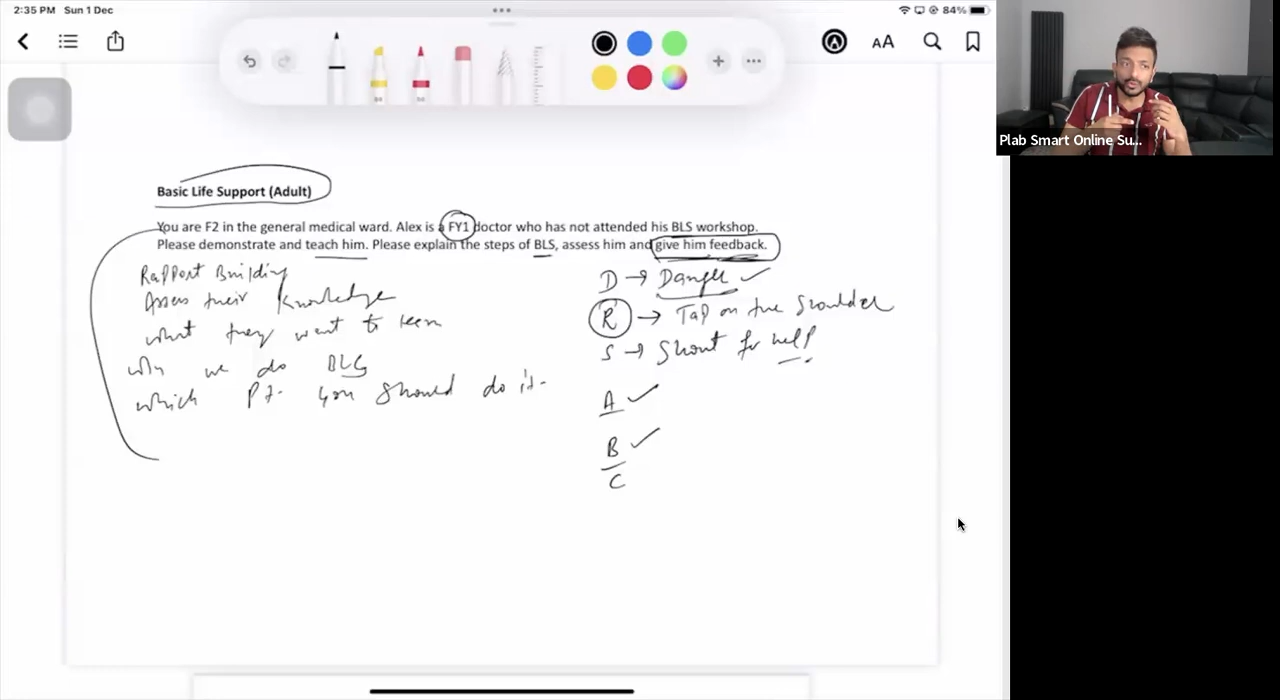 2:35 PM Sun 1 Dec
84%
AA
Plab Smart Online Su...
Basic Life Support (Adult)
You are F2 in the general medical ward. Alex is a FY1 doctor who has not attended his BLS workshop.
Please demonstrate and teach him. Please explain the steps of BLS, assess him and give him feedback.
Rapport Building
Assess their Knowledge
what they want to learn
why we do BLS
which Pt. you should do it-
D → Danger ✓
R → Tap on the shoulder
S → Shout for help
A ✓
B ✓
C